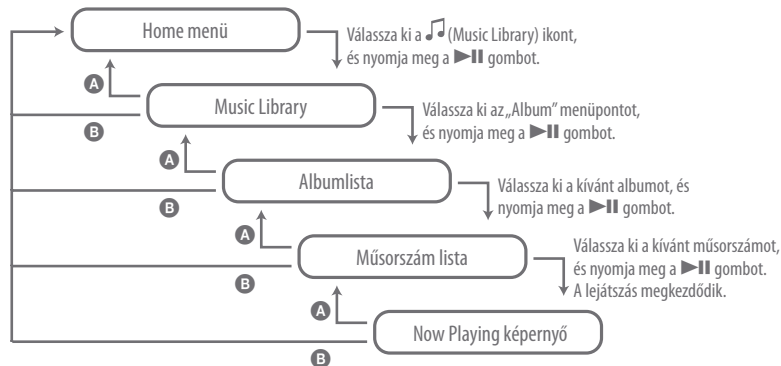 Home menü
Válassza ki a ♫ (Music Library) ikont,
és nyomja meg a ►II gombot.
A
Music Library
B
Válassza ki az „Album” menüpontot,
és nyomja meg a ►II gombot.
A
Albumlista
B
Válassza ki a kívánt albumot, és
nyomja meg a ►II gombot.
A
Műsorszám lista
B
Válassza ki a kívánt műsorszámot,
és nyomja meg a ►II gombot.
A lejátszás megkezdődik.
A
Now Playing képernyő
B